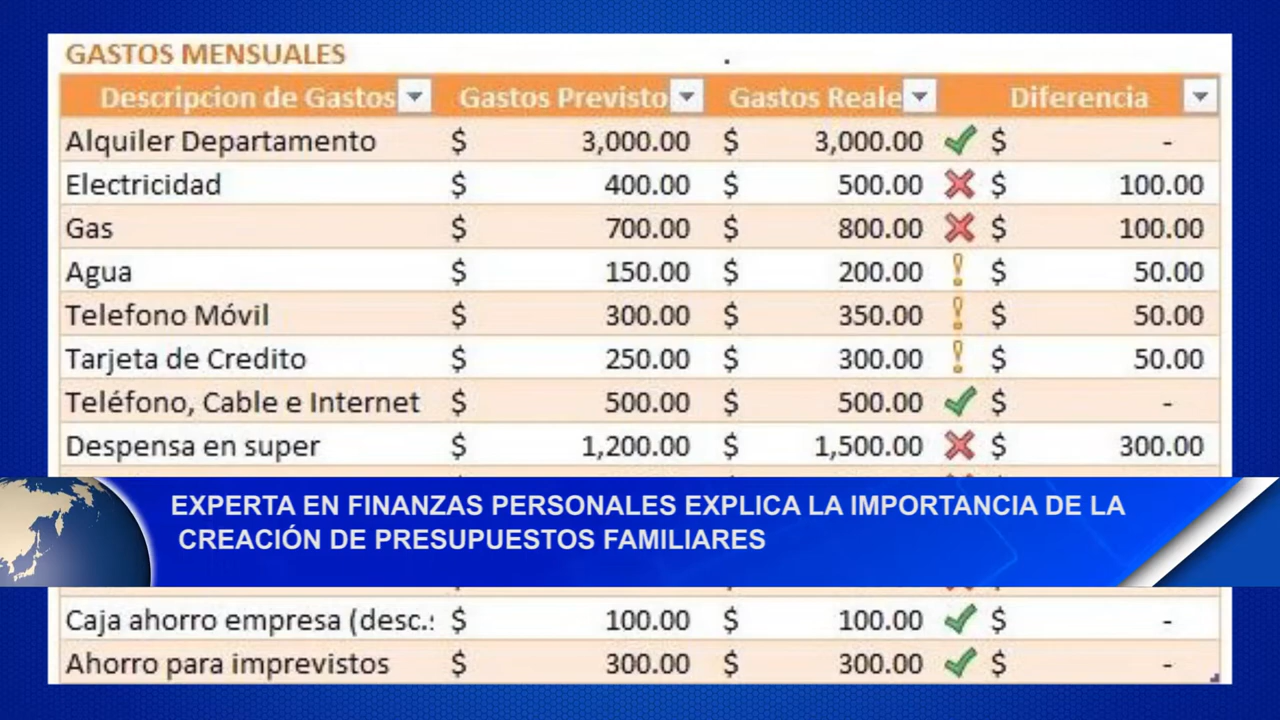 GASTOS MENSUALES .
Descripcion de Gastos Gastos Previsto Gastos Reale Diferencia
Alquiler Departamento $ 3,000.00 $ 3,000.00 $ -
Electricidad $ 400.00 $ 500.00 $ 100.00
Gas $ 700.00 $ 800.00 $ 100.00
Agua $ 150.00 $ 200.00 $ 50.00
Telefono Móvil $ 300.00 $ 350.00 $ 50.00
Tarjeta de Credito $ 250.00 $ 300.00 $ 50.00
Teléfono, Cable e Internet $ 500.00 $ 500.00 $ -
Despensa en super $ 1,200.00 $ 1,500.00 $ 300.00
EXPERTA EN FINANZAS PERSONALES EXPLICA LA IMPORTANCIA DE LA
CREACIÓN DE PRESUPUESTOS FAMILIARES
Caja ahorro empresa (desc.: $ 100.00 $ 100.00 $ -
Ahorro para imprevistos $ 300.00 $ 300.00 $ -